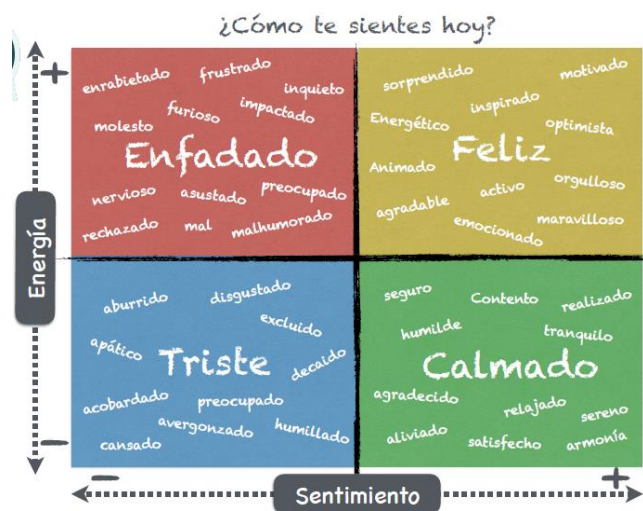 ¿Cómo te sientes hoy?
+
enrabietado
frustrado
inquieto
furioso
impactado
molesto
Enfadado
nervioso
asustado
preocupado
rechazado
mal
malhumorado
sorprendido
motivado
inspirado
Energético
optimista
Feliz
Animado
activo
orgulloso
agradable
emocionado
maravilloso
Energía
aburrido
disgustado
excluido
apático
Triste
decaido
acobardado
preocupado
avergonzado
humillado
cansado
seguro
Contento
realizado
humilde
tranquilo
Calmado
agradecido
relajado
sereno
aliviado
satisfecho
armonía
–
–
Sentimiento
+